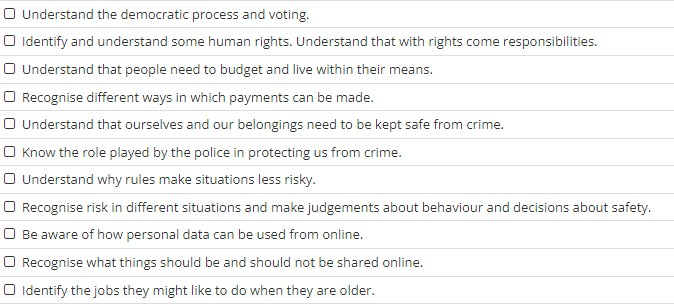 Understand the democratic process and voting.
Identify and understand some human rights. Understand that with rights come responsibilities.
Understand that people need to budget and live within their means.
Recognise different ways in which payments can be made.
Understand that ourselves and our belongings need to be kept safe from crime.
Know the role played by the police in protecting us from crime.
Understand why rules make situations less risky.
Recognise risk in different situations and make judgements about behaviour and decisions about safety.
Be aware of how personal data can be used from online.
Recognise what things should be and should not be shared online.
Identify the jobs they might like to do when they are older.